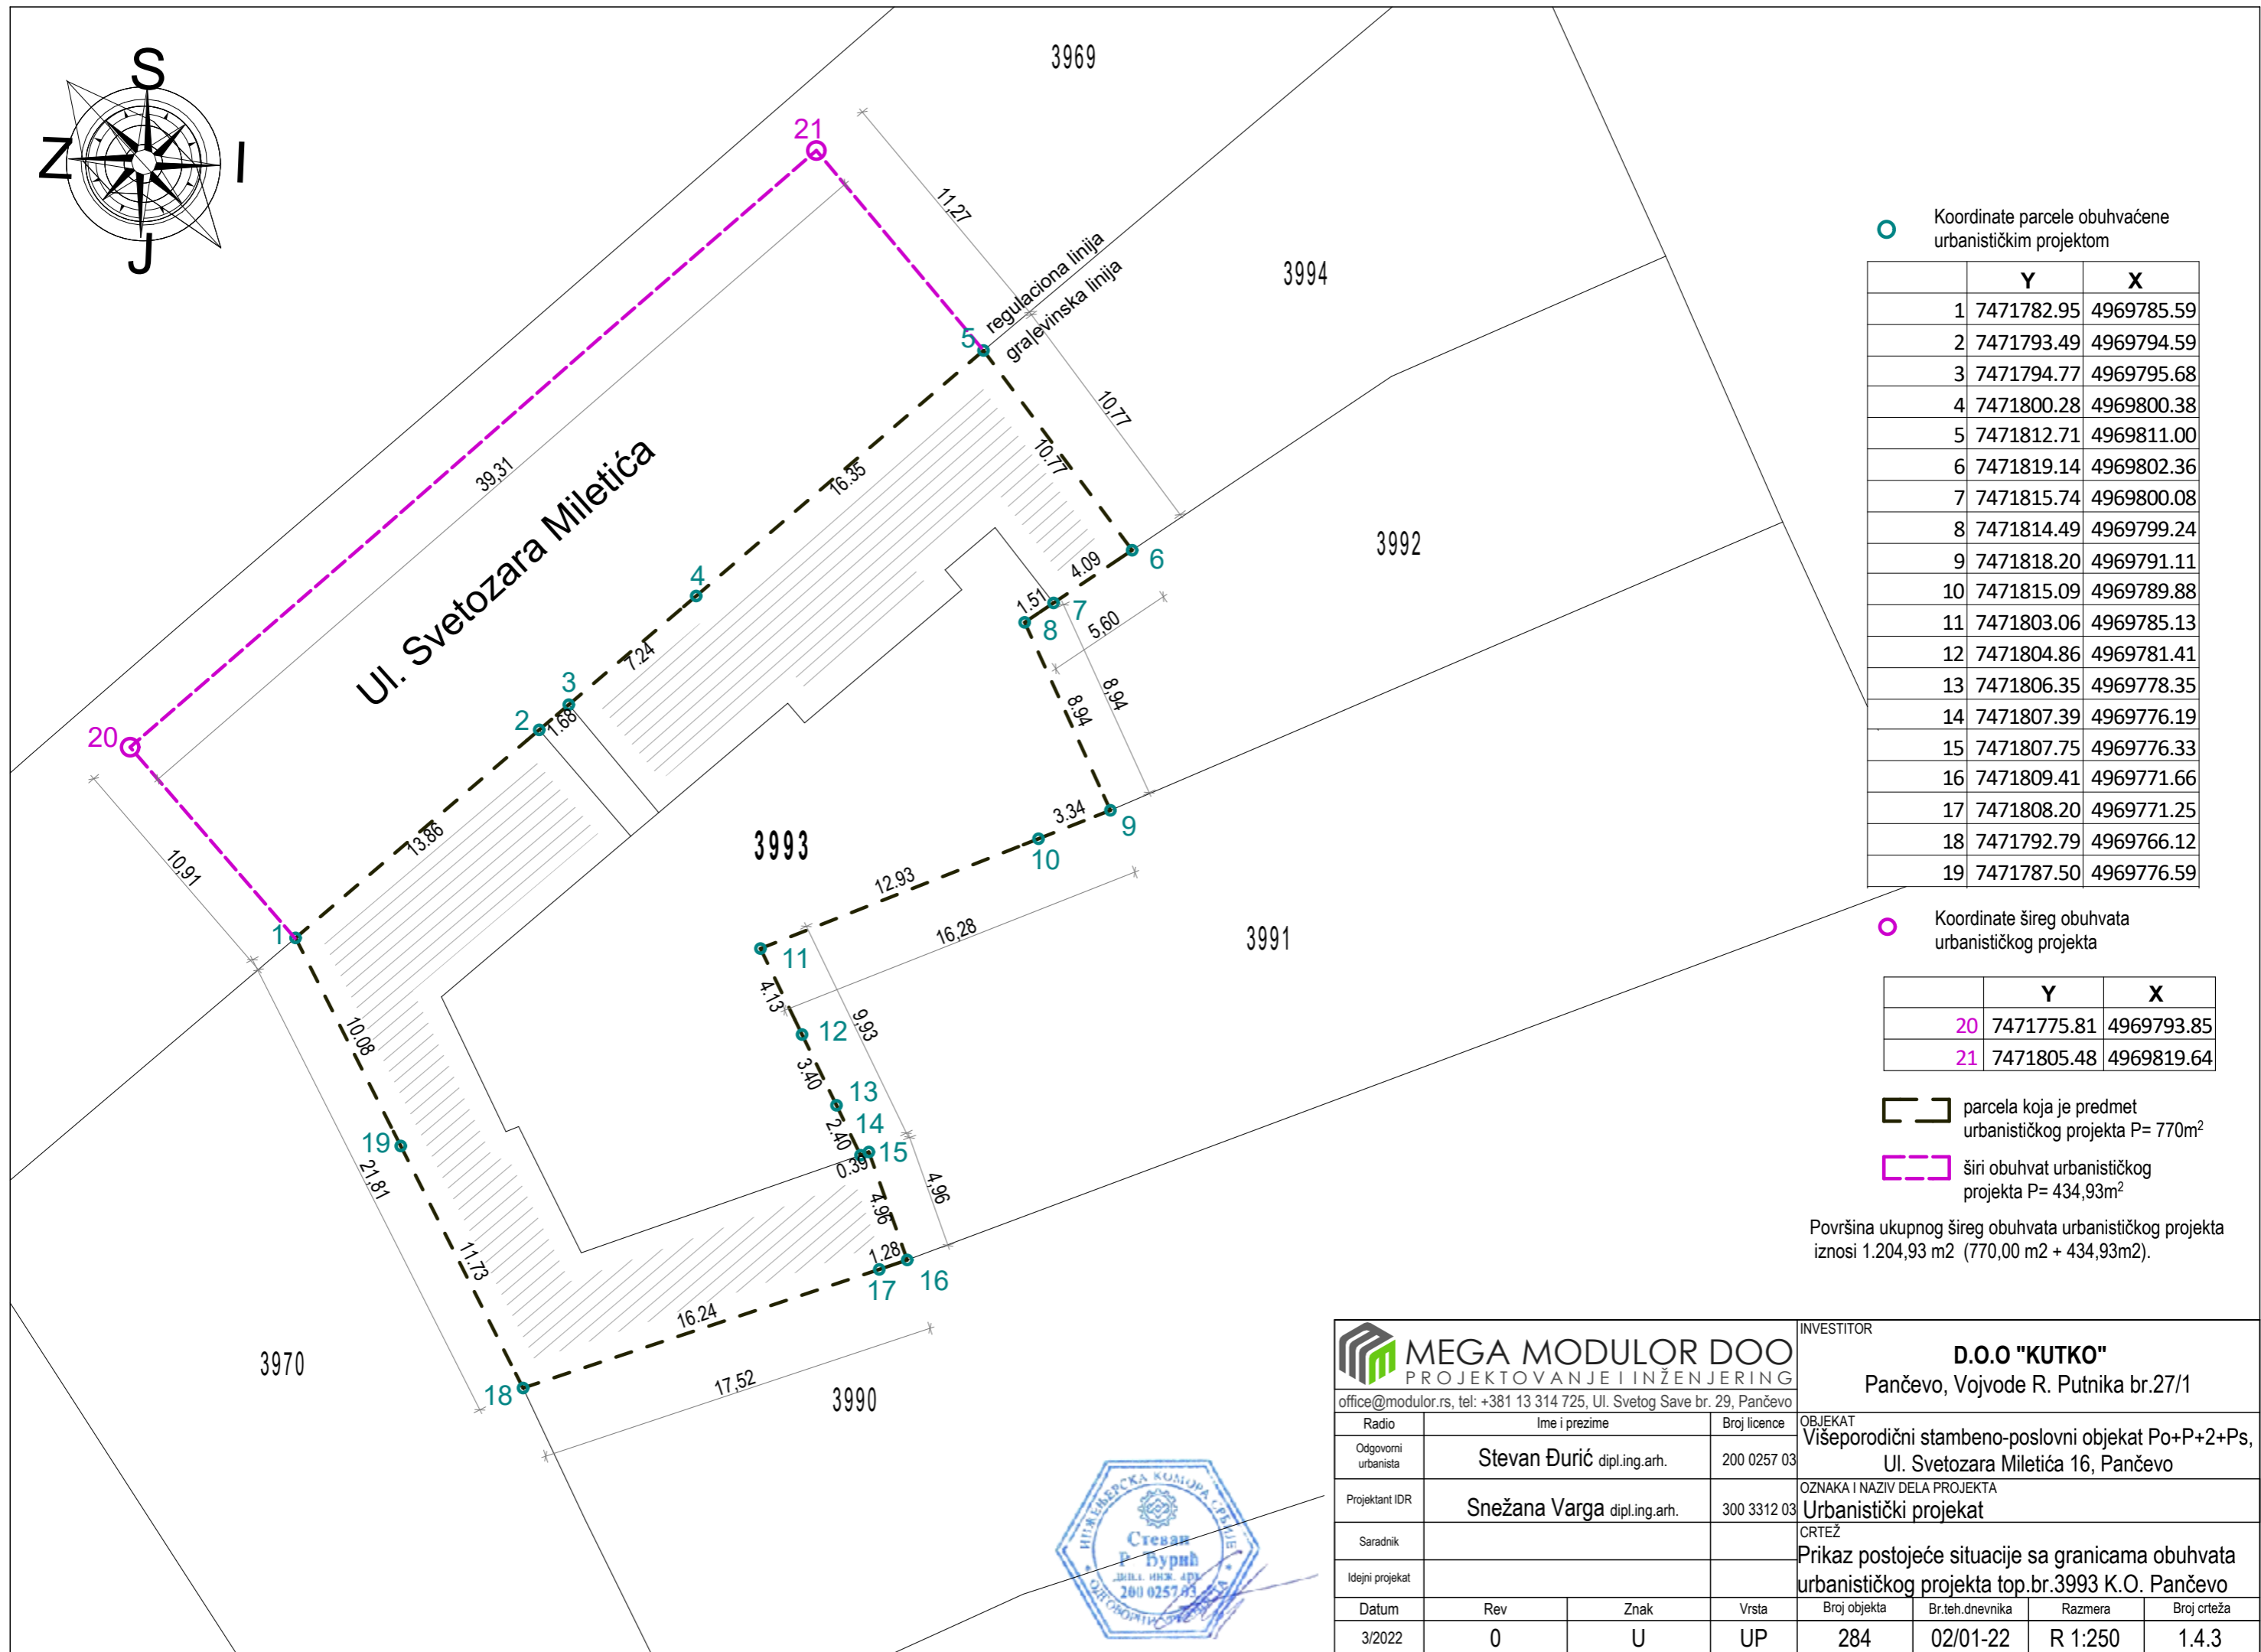 S
Z
I
J
3969
21
11,27
regulaciona linija
građevinska linija
3994
5
10,77
10.77
39,31
Ul. Svetozara Miletića
16.35
3992
6
4.09
1.51
7
8
5,60
4
7.24
3
2
1.68
8.94
8,94
20
13.86
3993
3.34
9
10
10,91
12.93
16,28
3991
1
11
4.13
9,93
12
10.08
3.40
13
14
2.40
15
0.39
19
21,81
4.96
4,96
11.73
1.28
16
17
16.24
3970
18
17,52
3990
Koordinate parcele obuhvaćene
urbanističkim projektom
Y X
1 7471782.95 4969785.59
2 7471793.49 4969794.59
3 7471794.77 4969795.68
4 7471800.28 4969800.38
5 7471812.71 4969811.00
6 7471819.14 4969802.36
7 7471815.74 4969800.08
8 7471814.49 4969799.24
9 7471818.20 4969791.11
10 7471815.09 4969789.88
11 7471803.06 4969785.13
12 7471804.86 4969781.41
13 7471806.35 4969778.35
14 7471807.39 4969776.19
15 7471807.75 4969776.33
16 7471809.41 4969771.66
17 7471808.20 4969771.25
18 7471792.79 4969766.12
19 7471787.50 4969776.59
Koordinate šireg obuhvata
urbanističkog projekta
Y X
20 7471775.81 4969793.85
21 7471805.48 4969819.64
parcela koja je predmet
urbanističkog projekta P= 770m²
širi obuhvat urbanističkog
projekta P= 434,93m²
Površina ukupnog šireg obuhvata urbanističkog projekta
iznosi 1.204,93 m2 (770,00 m2 + 434,93m2).
MEGA MODULOR DOO
PROJEKTOVANJE I INŽENJERING
office@modulor.rs, tel: +381 13 314 725, Ul. Svetog Save br. 29, Pančevo
INVESTITOR
D.O.O "KUTKO"
Pančevo, Vojvode R. Putnika br.27/1
Radio Ime i prezime Broj licence
Odgovorni
urbanista
Stevan Đurić dipl.ing.arh. 200 0257 03
Projektant IDR Snežana Varga dipl.ing.arh. 300 3312 03
Saradnik
Idejni projekat
OBJEKAT
Višeporodični stambeno-poslovni objekat Po+P+2+Ps,
Ul. Svetozara Miletića 16, Pančevo
OZNAKA I NAZIV DELA PROJEKTA
Urbanistički projekat
CRTEŽ
Prikaz postojeće situacije sa granicama obuhvata
urbanističkog projekta top.br.3993 K.O. Pančevo
Datum Rev Znak Vrsta Broj objekta Br.teh.dnevnika Razmera Broj crteža
3/2022 0 U UP 284 02/01-22 R 1:250 1.4.3
ИНЖЕЊЕРСКА КОМОРА СРБИЈЕ
Стеван
Р. Ђурић
дипл. инж. арх.
200 0257 03